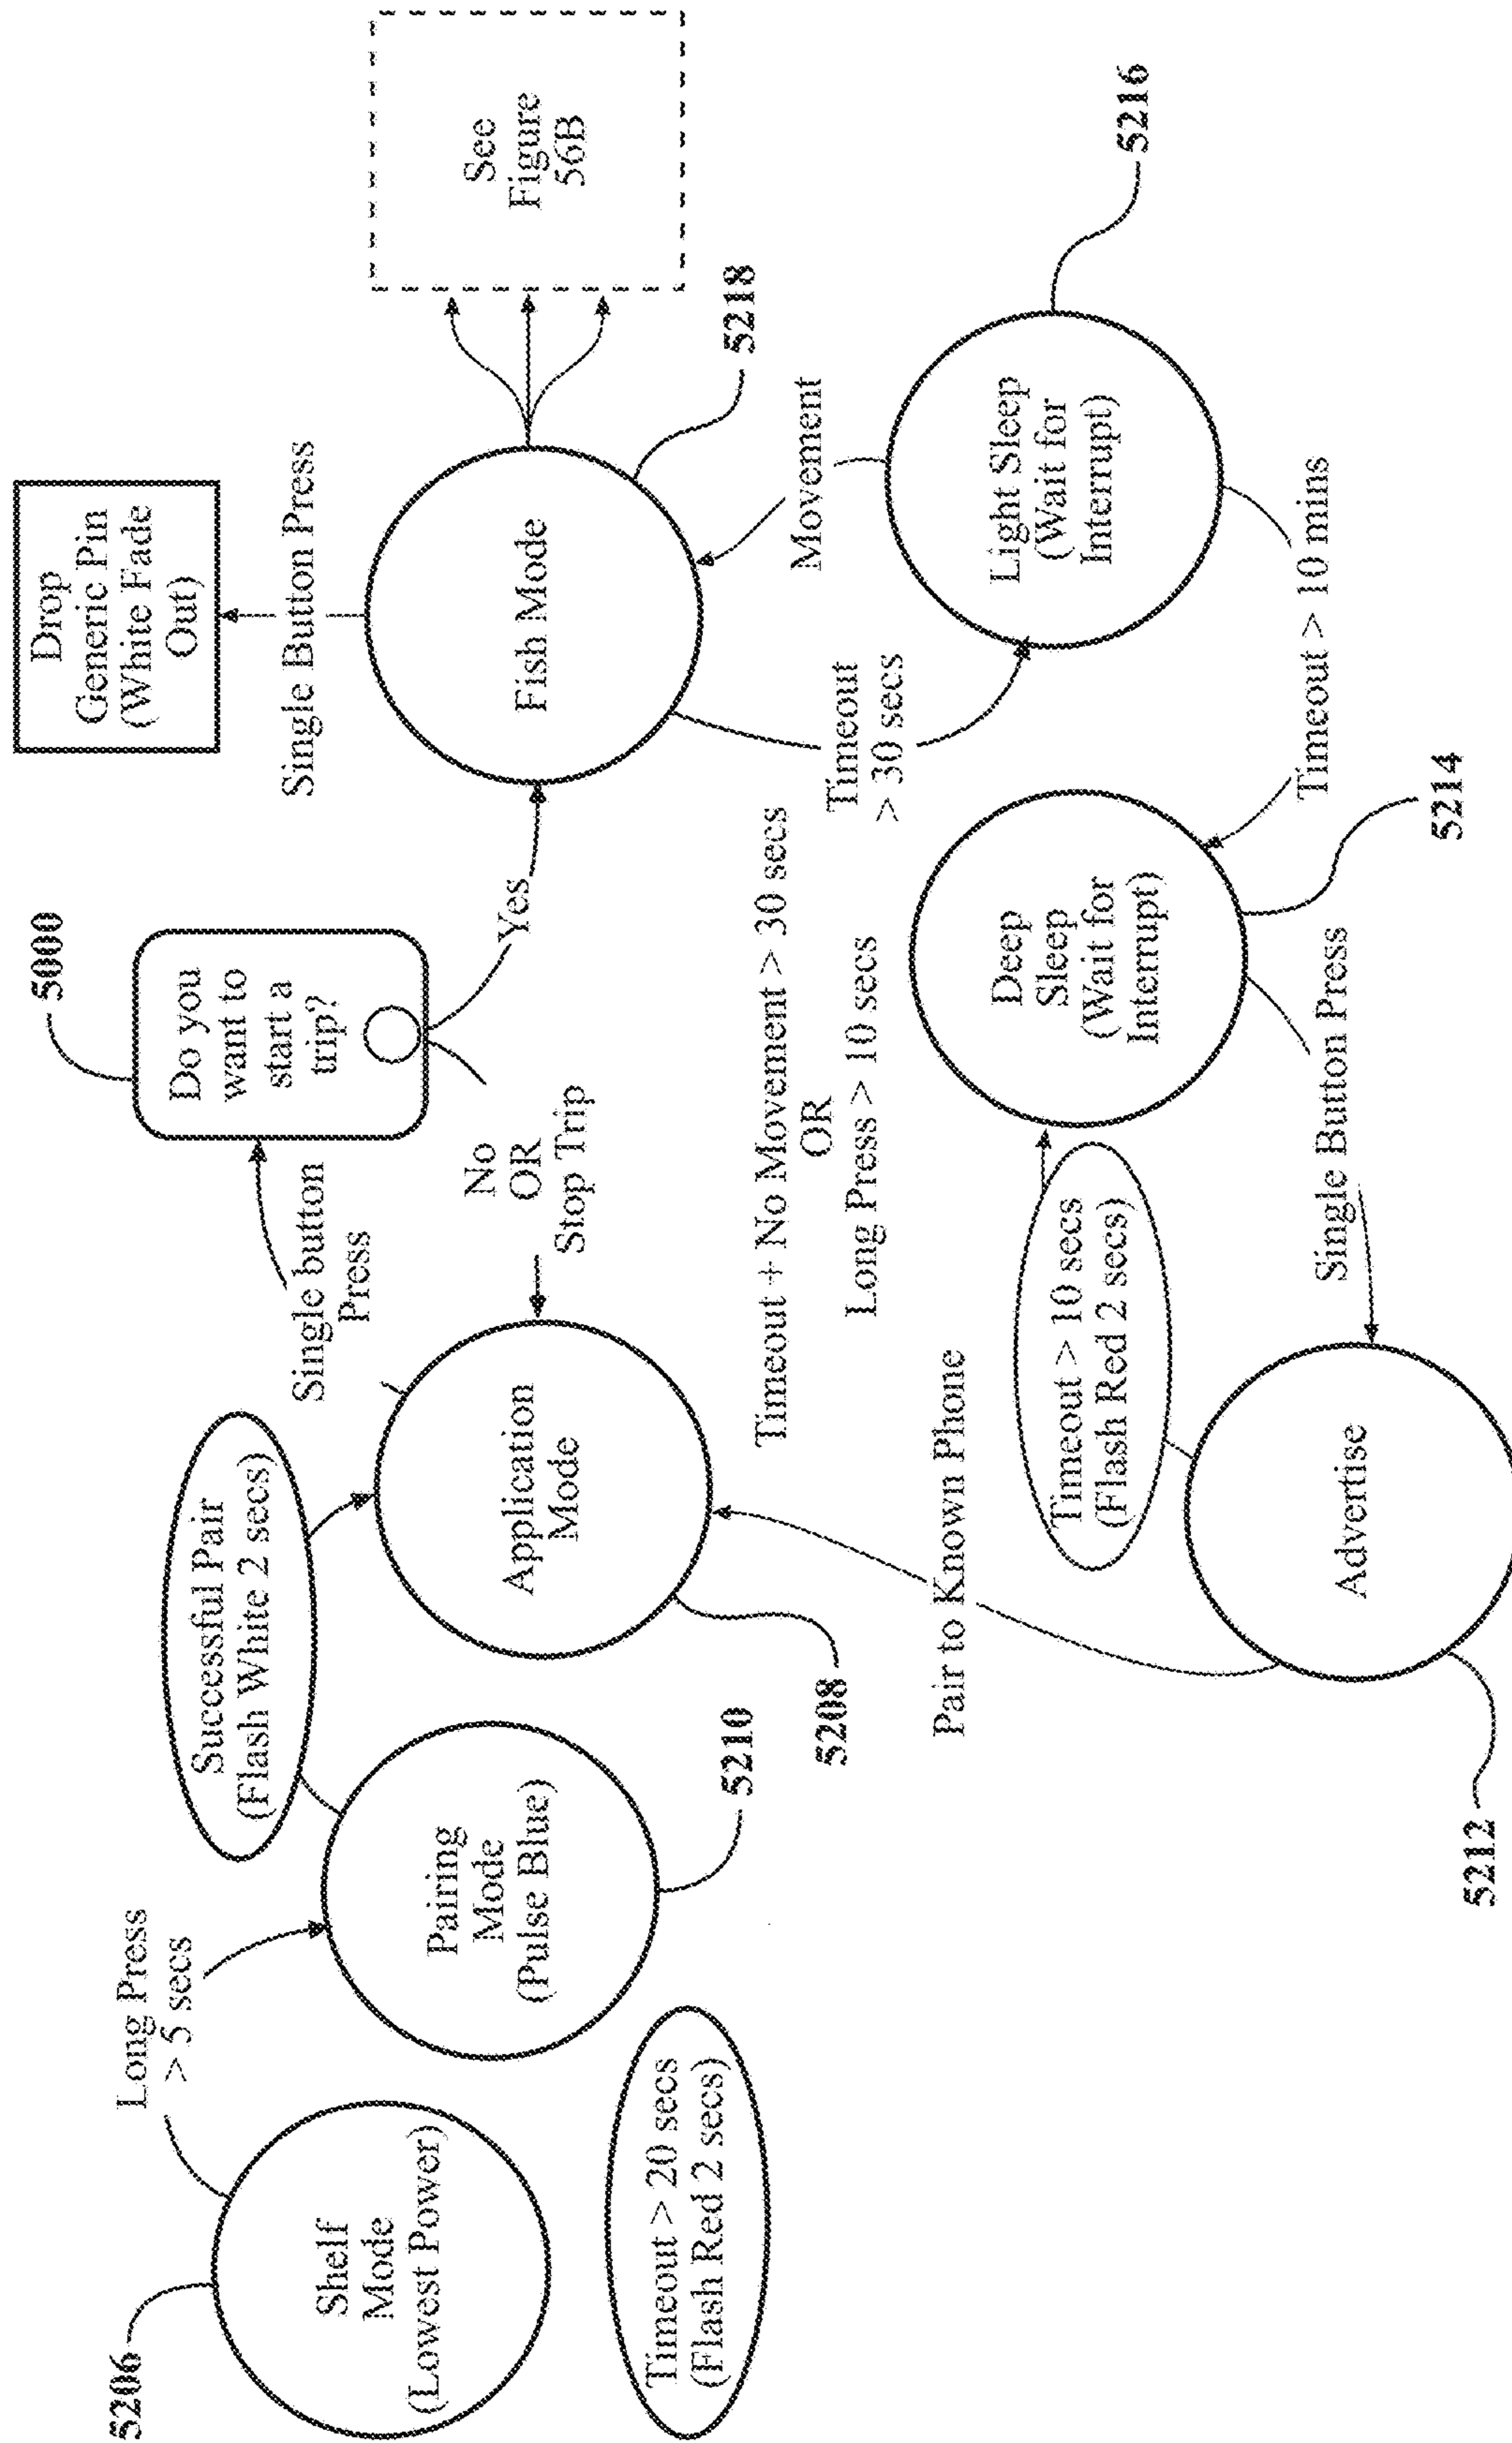 5206
Shelf
Mode
(Lowest Power)
Long Press
> 5 secs
Timeout > 20 secs
(Flash Red 2 secs)
Pairing
Mode
(Pulse Blue)
5210
Successful Pair
(Flash White 2 secs)
Application
Mode
5208
Single button
Press
5000
Do you
want to
start a
trip?
No
OR
Stop Trip
Yes
Drop
Generic Pin
(White Fade
Out)
Single Button Press
Fish Mode
See
Figure
56B
5218
Timeout + No Movement > 30 secs
OR
Long Press > 10 secs
Timeout
> 30 secs
Movement
Pair to Known Phone
Timeout > 10 secs
(Flash Red 2 secs)
Deep
Sleep
(Wait for
Interrupt)
Light Sleep
(Wait for
Interrupt)
5216
Advertise
Single Button Press
Timeout > 10 mins
5214
5212